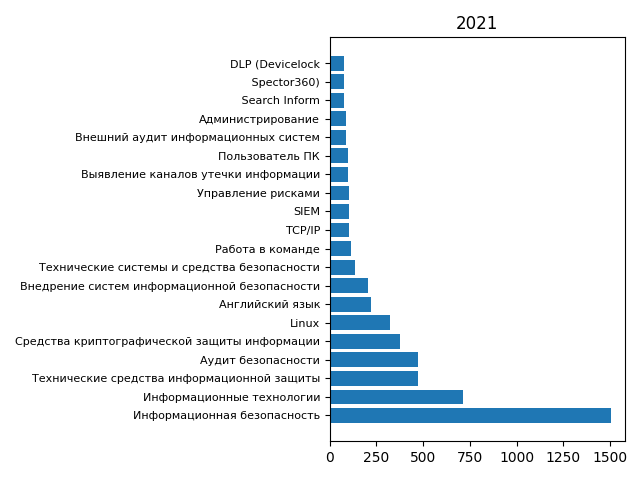 2021
DLP (Devicelock
Spector360)
Search Inform
Администрирование
Внешний аудит информационных систем
Пользователь ПК
Выявление каналов утечки информации
Управление рисками
SIEM
TCP/IP
Работа в команде
Технические системы и средства безопасности
Внедрение систем информационной безопасности
Английский язык
Linux
Средства криптографической защиты информации
Аудит безопасности
Технические средства информационной защиты
Информационные технологии
Информационная безопасность
0 250 500 750 1000 1250 1500